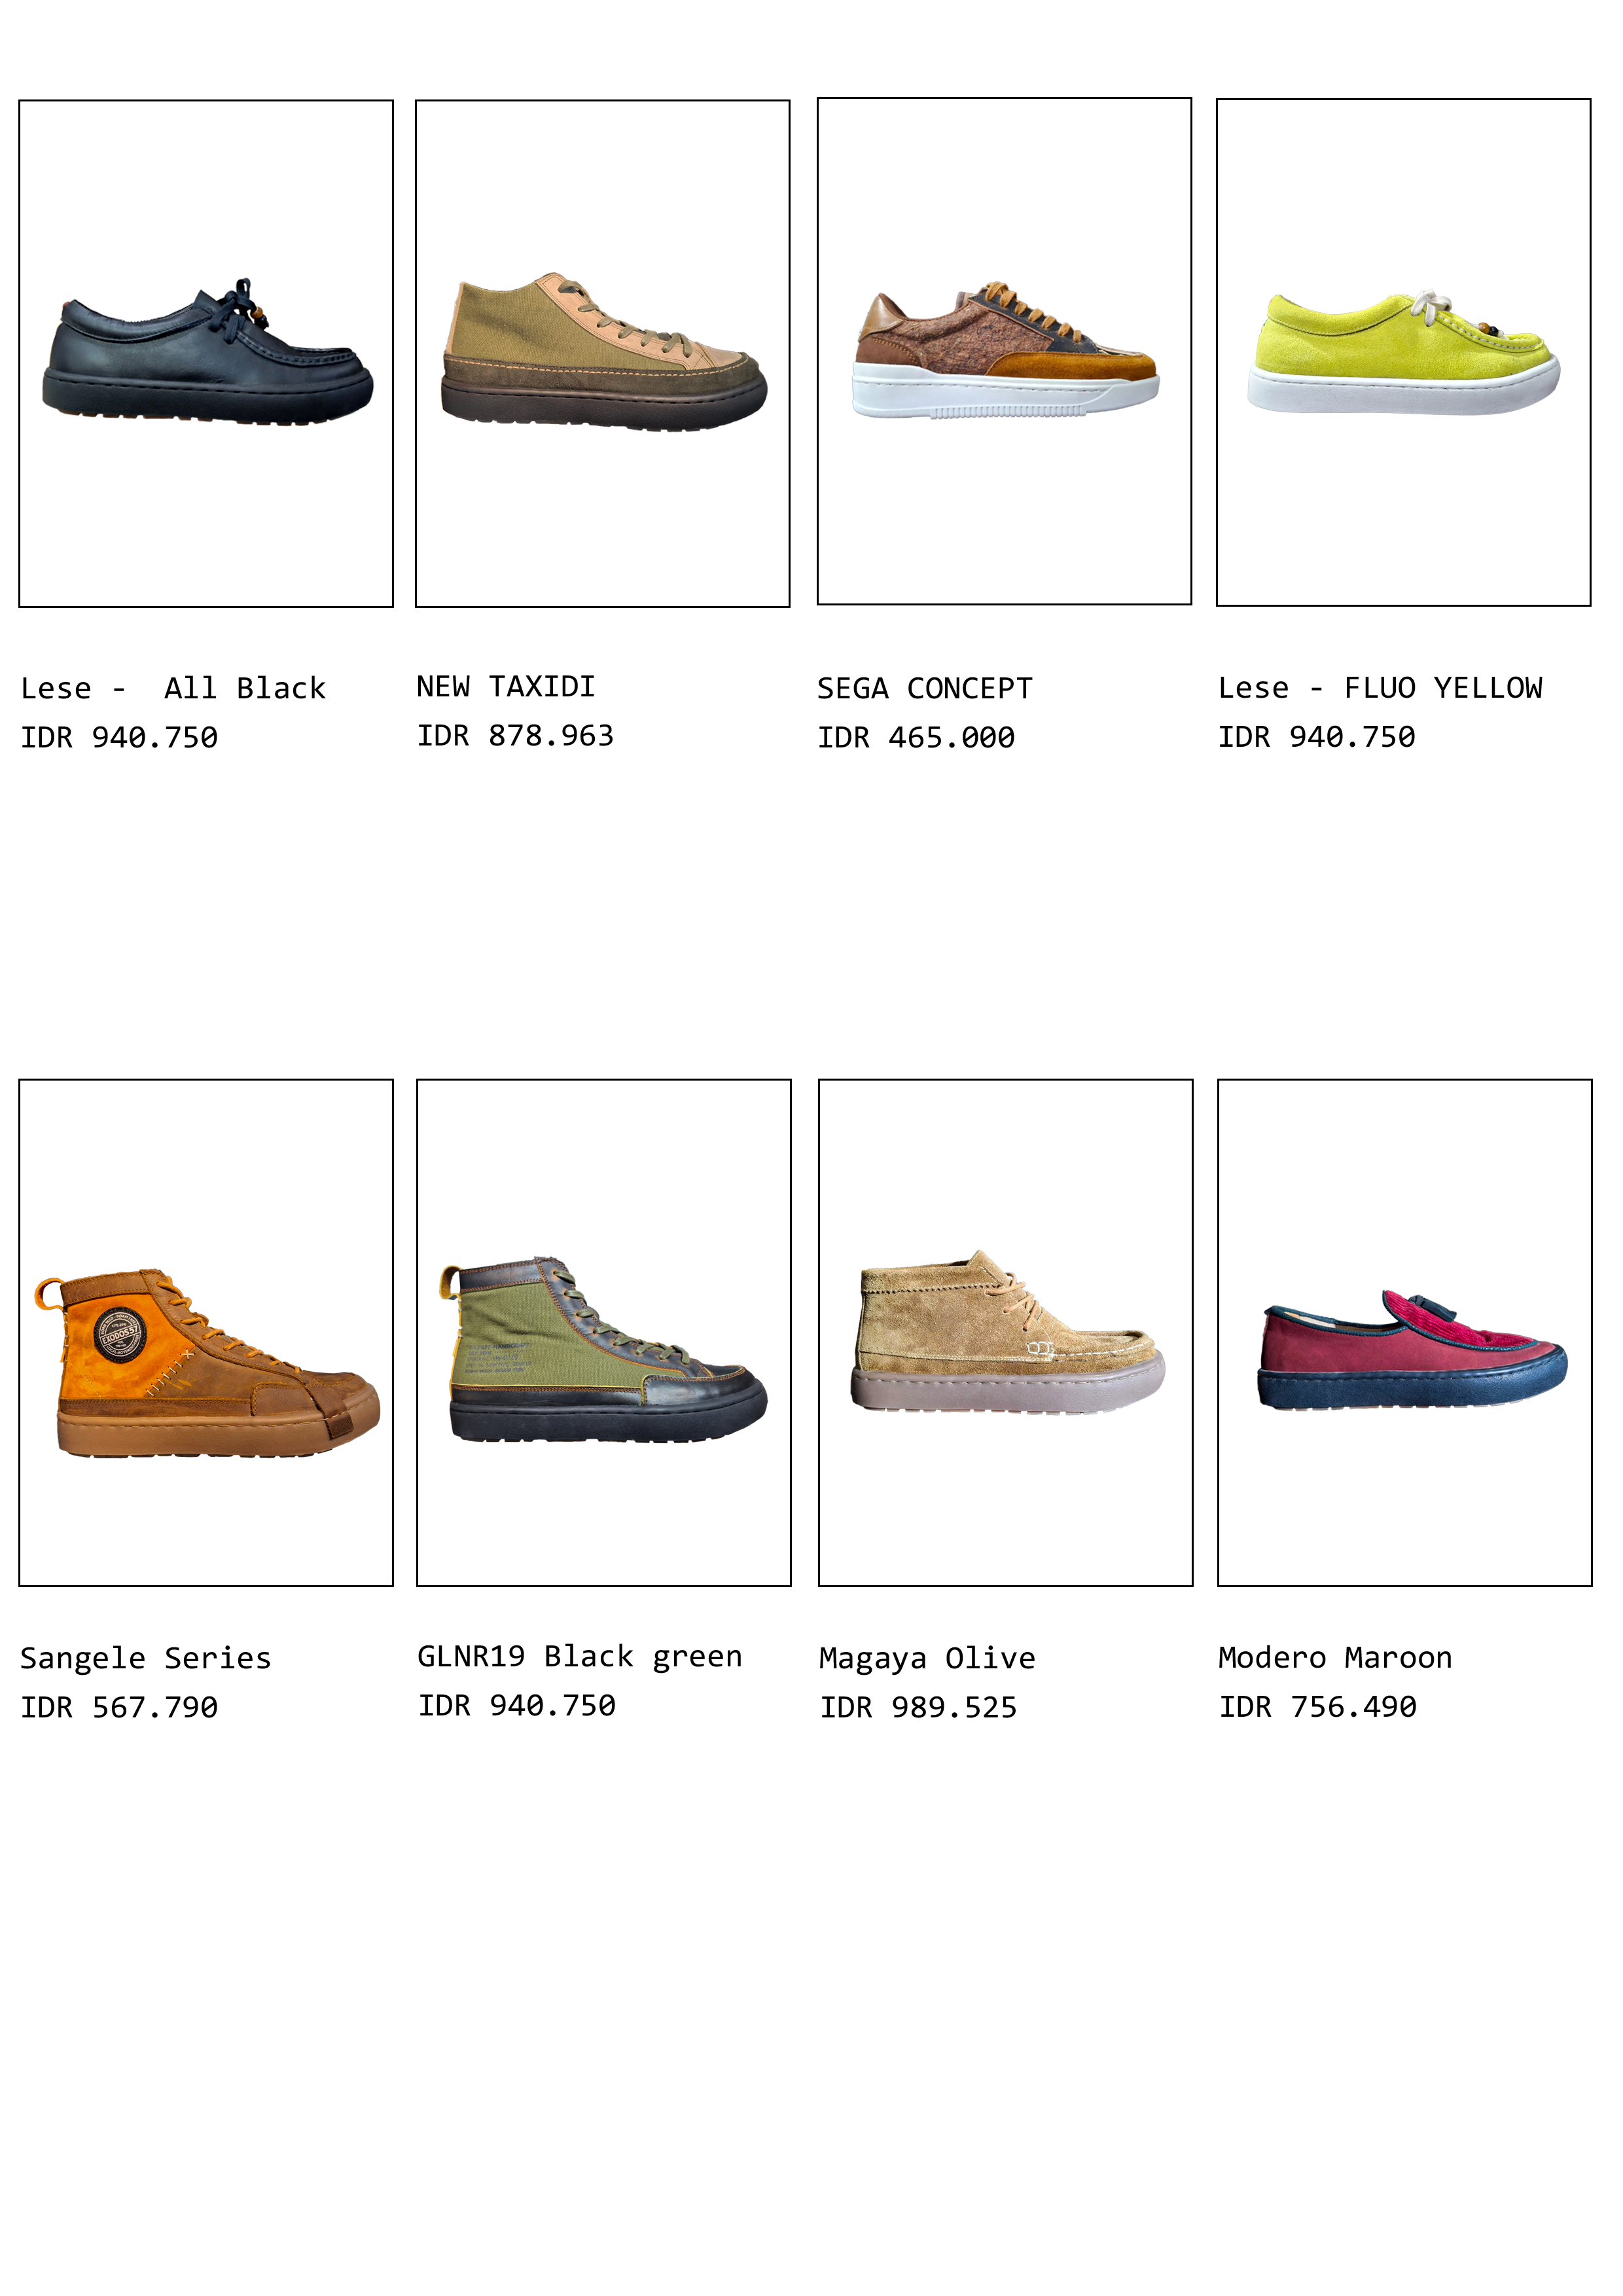 Lese -  All Black
IDR 940.750
NEW TAXIDI
IDR 878.963
SEGA CONCEPT
IDR 465.000
Lese - FLUO YELLOW
IDR 940.750
EXODOS57
Sangele Series
IDR 567.790
GLNR19 Black green
IDR 940.750
Magaya Olive
IDR 989.525
Modero Maroon
IDR 756.490